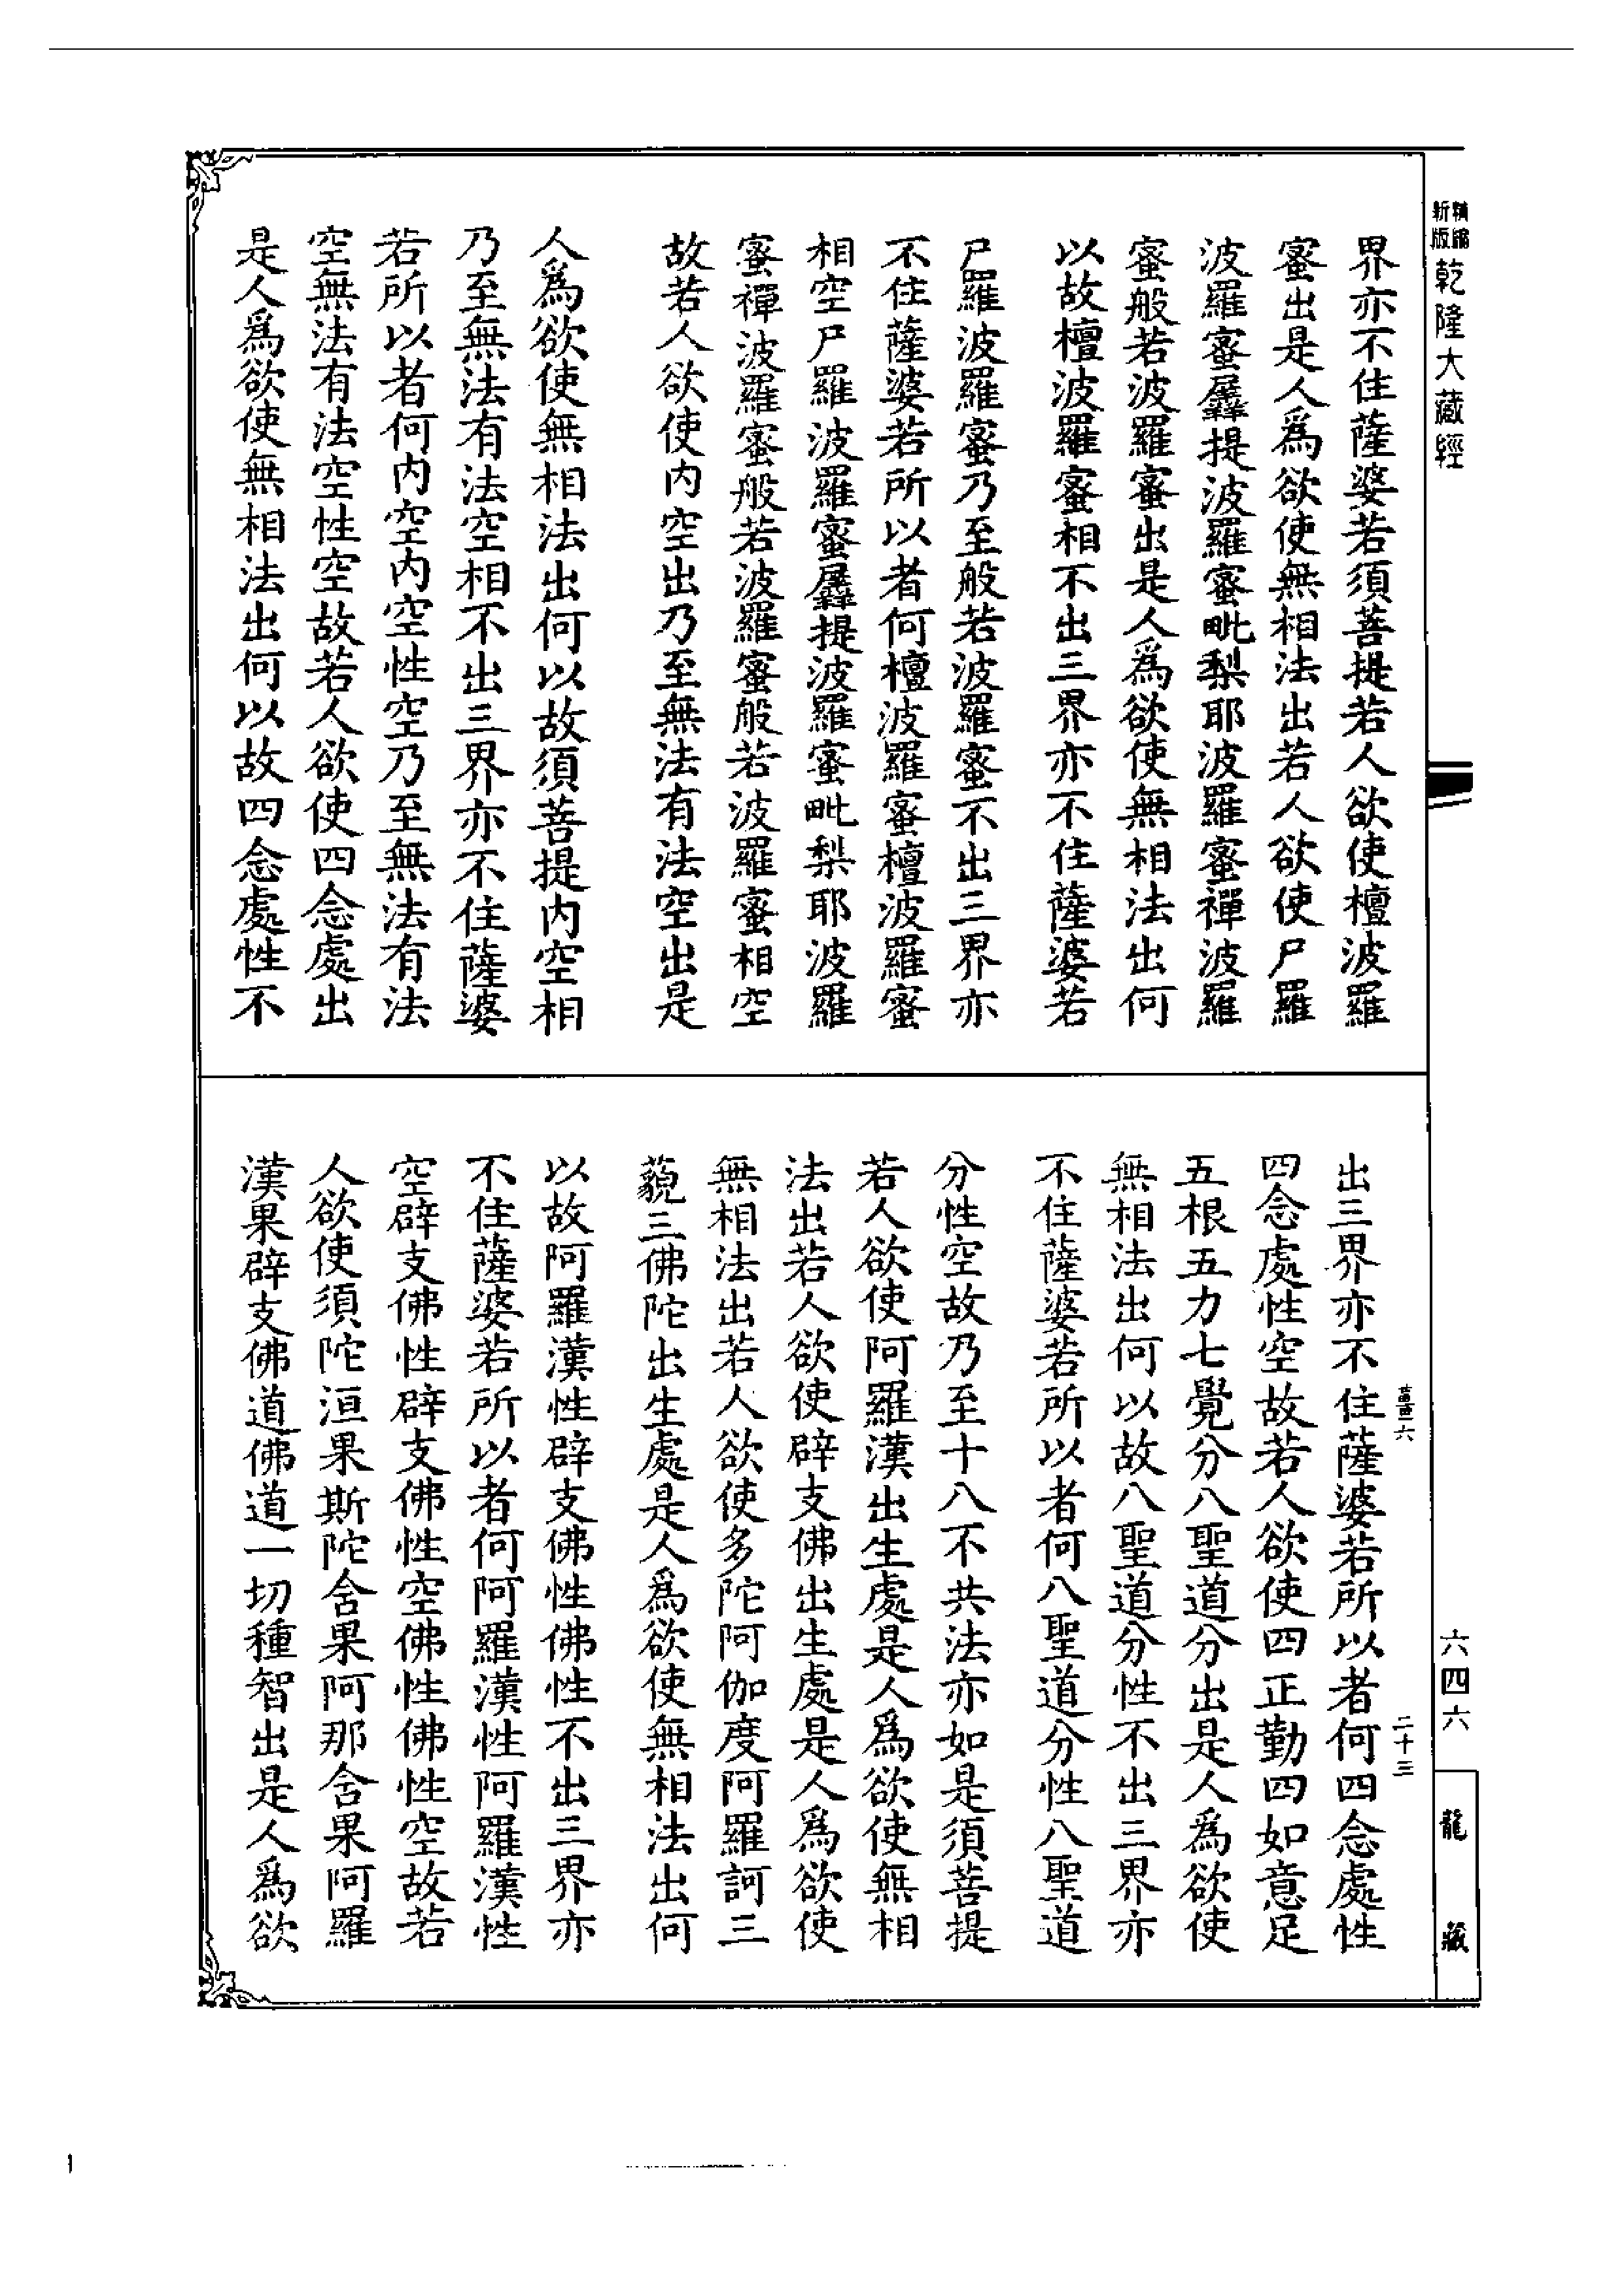 精縮新版乾隆大藏經
界亦不住薩婆若須菩提若人欲使檀波羅
蜜出是人爲欲使無相法出若人欲使尸羅
波羅蜜羼提波羅蜜毗梨耶波羅蜜禪波羅
蜜般若波羅蜜出是人爲欲使無相法出何
以故檀波羅蜜相不出三界亦不住薩婆若
尸羅波羅蜜乃至般若波羅蜜不出三界亦
不住薩婆若所以者何檀波羅蜜檀波羅蜜
相空尸羅波羅蜜羼提波羅蜜毗梨耶波羅
蜜禪波羅蜜般若波羅蜜般若波羅蜜相空
故若人欲使内空出乃至無法有法空出是
人爲欲使無相法出何以故須菩提内空相
乃至無法有法空相不出三界亦不住薩婆
若所以者何内空内空性空乃至無法有法
空無法有法空性空故若人欲使四念處出
是人爲欲使無相法出何以故四念處性不
出三界亦不住薩婆若所以者何四念處性
四念處性空故若人欲使四正勤四如意足
五根五力七覺分八聖道分出是人爲欲使
無相法出何以故八聖道分性不出三界亦
不住薩婆若所以者何八聖道分性八聖道
分性空故乃至十八不共法亦如是須菩提
若人欲使阿羅漢出生處是人爲欲使無相
法出若人欲使辟支佛出生處是人爲欲使
無相法出若人欲使多陀阿伽度阿羅訶三
藐三佛陀出生處是人爲欲使無相法出何
以故阿羅漢性辟支佛性佛性不出三界亦
不住薩婆若所以者何阿羅漢性阿羅漢性
空辟支佛性辟支佛性空佛性佛性空故若
人欲使須陀洹果斯陀含果阿那含果阿羅
漢果辟支佛道佛道一切種智出是人爲欲
薑六
二十三
六四六
龍藏